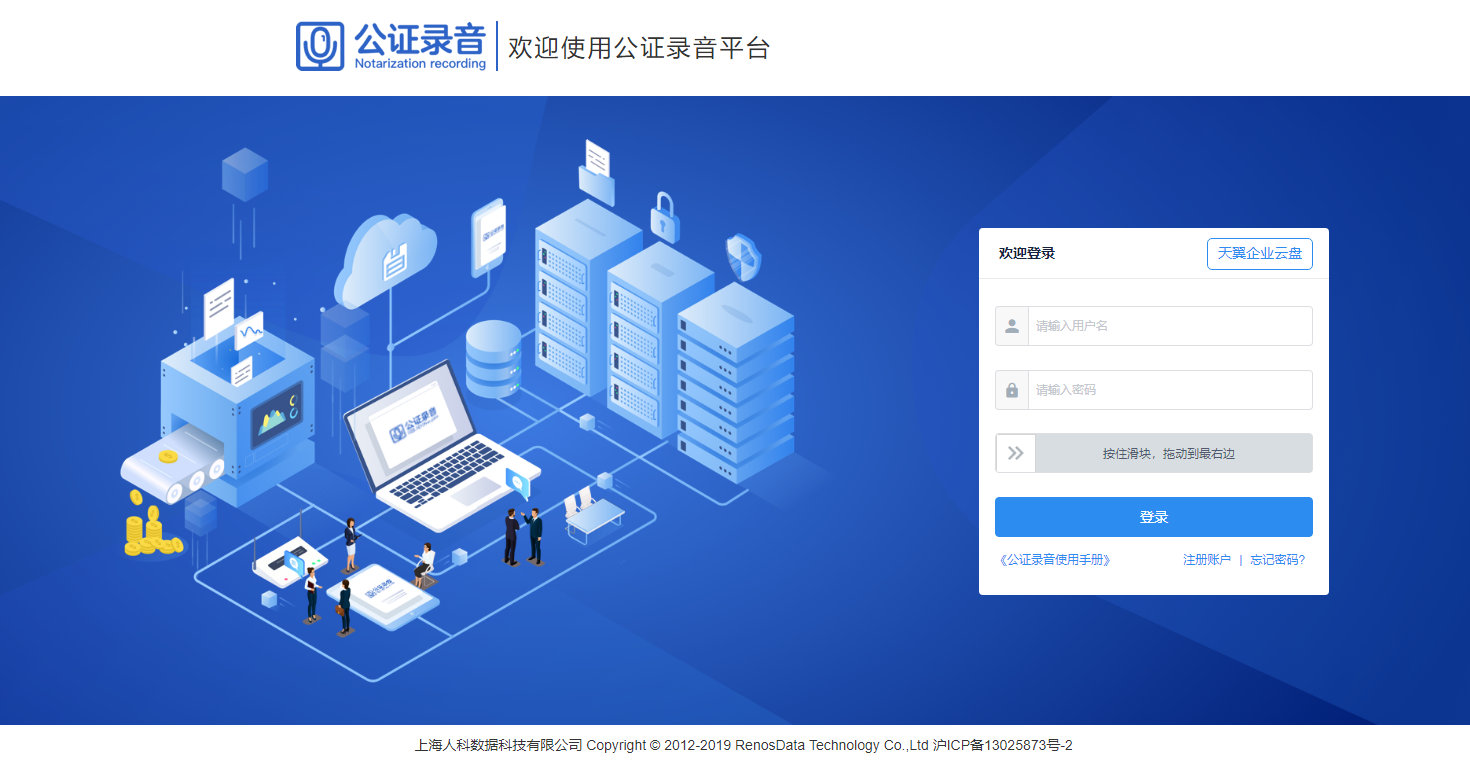 公证录音
Notarization recording
欢迎使用公证录音平台
公证录音
欢迎登录
天翼企业云盘
请输入用户名
请输入密码
按住滑块，拖动到最右边
登录
《公证录音使用手册》
注册账户 | 忘记密码?
上海人科数据科技有限公司 Copyright © 2012-2019 RenosData Technology Co.,Ltd 沪ICP备13025873号-2